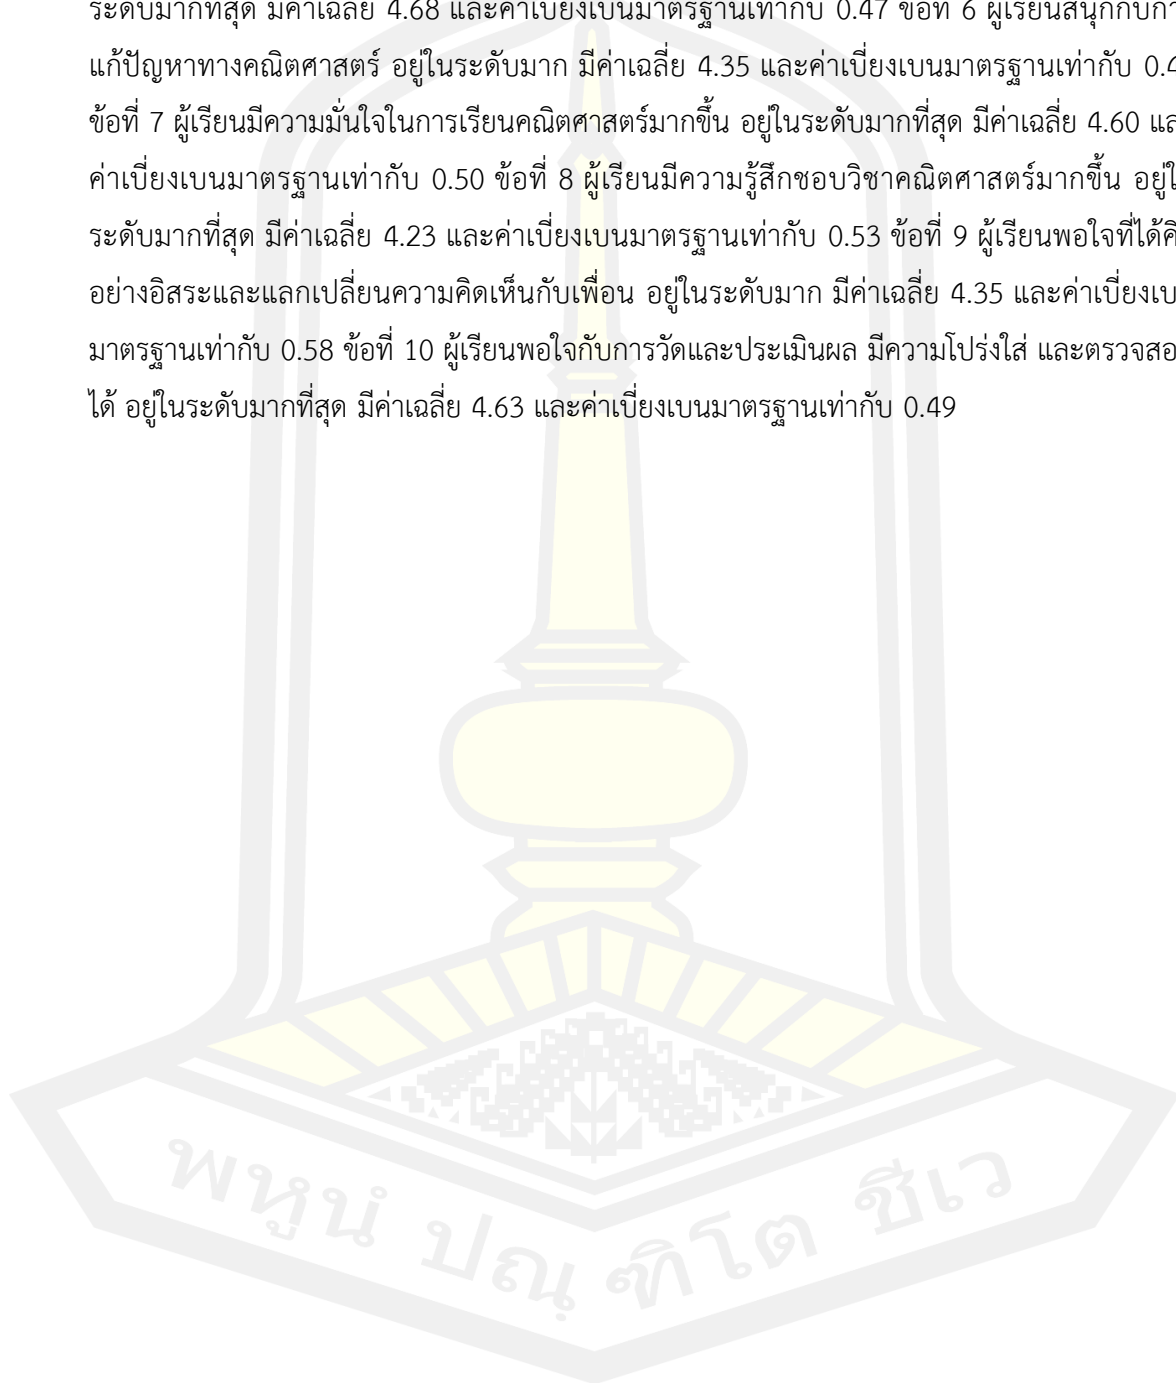 ระดับมากที่สุด มีค่าเฉลี่ย 4.68 และค่าเบี่ยงเบนมาตรฐานเท่ากับ 0.47 ข้อที่ 6 ผู้เรียนสนุกกับ
แก้ปัญหาทางคณิตศาสตร์ อยู่ในระดับมาก มีค่าเฉลี่ย 4.35 และค่าเบี่ยงเบนมาตรฐานเท่ากับ
ข้อที่ 7 ผู้เรียนมีความมั่นใจในการเรียนคณิตศาสตร์มากขึ้น อยู่ในระดับมากที่สุด มีค่าเฉลี่ย 4.60
ค่าเบี่ยงเบนมาตรฐานเท่ากับ 0.50 ข้อที่ 8 ผู้เรียนมีความรู้สึกชอบวิชาคณิตศาสตร์มากขึ้น อยู่
ระดับมากที่สุด มีค่าเฉลี่ย 4.23 และค่าเบี่ยงเบนมาตรฐานเท่ากับ 0.53 ข้อที่ 9 ผู้เรียนพอใจที่ได้
อย่างอิสระและแลกเปลี่ยนความคิดเห็นกับเพื่อน อยู่ในระดับมาก มีค่าเฉลี่ย 4.35 และค่าเบี่ยง
มาตรฐานเท่ากับ 0.58 ข้อที่ 10 ผู้เรียนพอใจกับการวัดและประเมินผล มีความโปร่งใส่ และ
ได้ อยู่ในระดับมากที่สุด มีค่าเฉลี่ย 4.63 และค่าเบี่ยงเบนมาตรฐานเท่ากับ 0.49
พหูนํ ปณฺฑิโต ชีเว